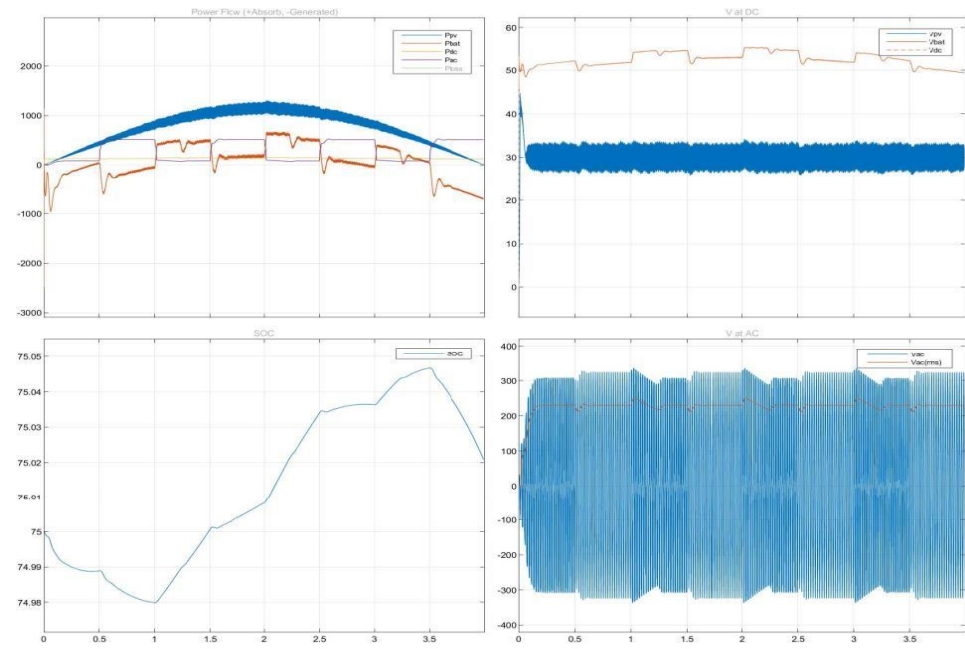 Power Flow (+Absorb, -Generated)
Ppv
Pbat
Pdc
Pac
Ploss
2000
1000
0
-1000
-2000
-3000
V at DC
Vpv
Vbat
Vdc
60
50
40
30
20
10
0
SOC
SOC
75.05
75.04
75.03
75.02
75.01
75
74.99
74.98
0 0.5 1 1.5 2 2.5 3 3.5
V at AC
Vac
Vac(rms)
400
300
200
100
0
-100
-200
-300
-400
0 0.5 1 1.5 2 2.5 3 3.5